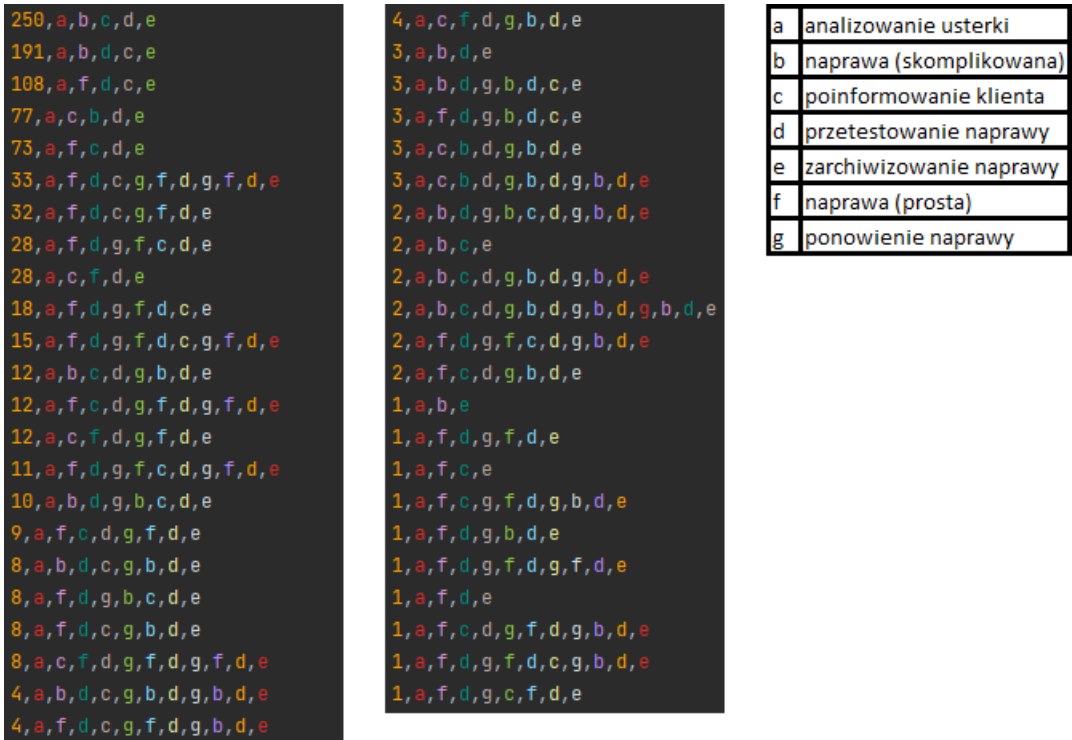 250,a,b,c,d,e
191,a,b,d,c,e
108,a,f,d,c,e
77,a,c,b,d,e
73,a,f,c,d,e
33,a,f,d,c,g,f,d,g,f,d,e
32,a,f,d,c,g,f,d,e
28,a,f,d,g,f,c,d,e
28,a,c,f,d,e
18,a,f,d,g,f,d,c,e
15,a,f,d,g,f,d,c,g,f,d,e
12,a,b,c,d,g,b,d,e
12,a,f,c,d,g,f,d,g,f,d,e
12,a,c,f,d,g,f,d,e
11,a,f,d,g,f,c,d,g,f,d,e
10,a,b,d,g,b,c,d,e
9,a,f,c,d,g,f,d,e
8,a,b,d,c,g,b,d,e
8,a,f,d,g,b,c,d,e
8,a,f,d,c,g,b,d,e
8,a,c,f,d,g,f,d,g,f,d,e
4,a,b,d,c,g,b,d,g,b,d,e
4,a,f,d,c,g,f,d,g,b,d,e
4,a,c,f,d,g,b,d,e
3,a,b,d,e
3,a,b,d,g,b,d,c,e
3,a,f,d,g,b,d,c,e
3,a,c,b,d,g,b,d,e
3,a,c,b,d,g,b,d,g,b,d,e
2,a,b,d,g,b,c,d,g,b,d,e
2,a,b,c,e
2,a,b,c,d,g,b,d,g,b,d,e
2,a,b,c,d,g,b,d,g,b,d,g,b,d,e
2,a,f,d,g,f,c,d,g,b,d,e
2,a,f,c,d,g,b,d,e
1,a,b,e
1,a,f,d,g,f,d,e
1,a,f,c,e
1,a,f,c,g,f,d,g,b,d,e
1,a,f,d,g,b,d,e
1,a,f,d,g,f,d,g,f,d,e
1,a,f,d,e
1,a,f,c,d,g,f,d,g,b,d,e
1,a,f,d,g,f,d,c,g,b,d,e
1,a,f,d,g,c,f,d,e
a analizowanie usterki
b naprawa (skomplikowana)
c poinformowanie klienta
d przetestowanie naprawy
e zarchiwizowanie naprawy
f naprawa (prosta)
g ponowienie naprawy